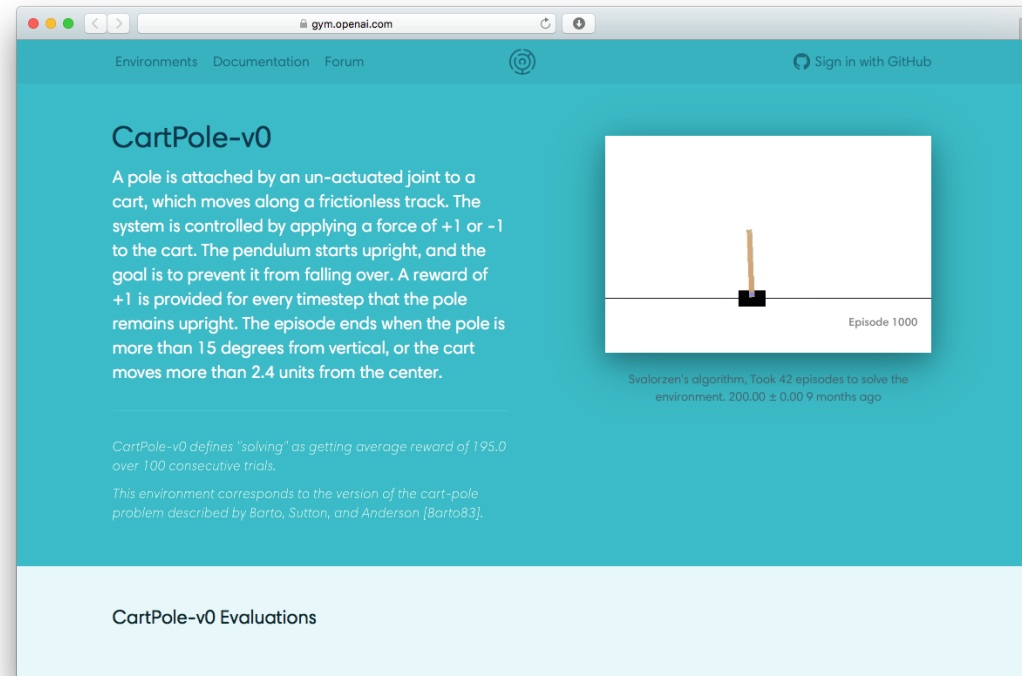 gym.openai.com
Environments Documentation Forum
Sign in with GitHub
CartPole-v0
A pole is attached by an un-actuated joint to a
cart, which moves along a frictionless track. The
system is controlled by applying a force of +1 or -1
to the cart. The pendulum starts upright, and the
goal is to prevent it from falling over. A reward of
+1 is provided for every timestep that the pole
remains upright. The episode ends when the pole is
more than 15 degrees from vertical, or the cart
moves more than 2.4 units from the center.
CartPole-v0 defines "solving" as getting average reward of 195.0
over 100 consecutive trials.
This environment corresponds to the version of the cart-pole
problem described by Barto, Sutton, and Anderson [Barto83].
Episode 1000
Svalorzen's algorithm, Took 42 episodes to solve the
environment. 200.00 ± 0.00 9 months ago
CartPole-v0 Evaluations